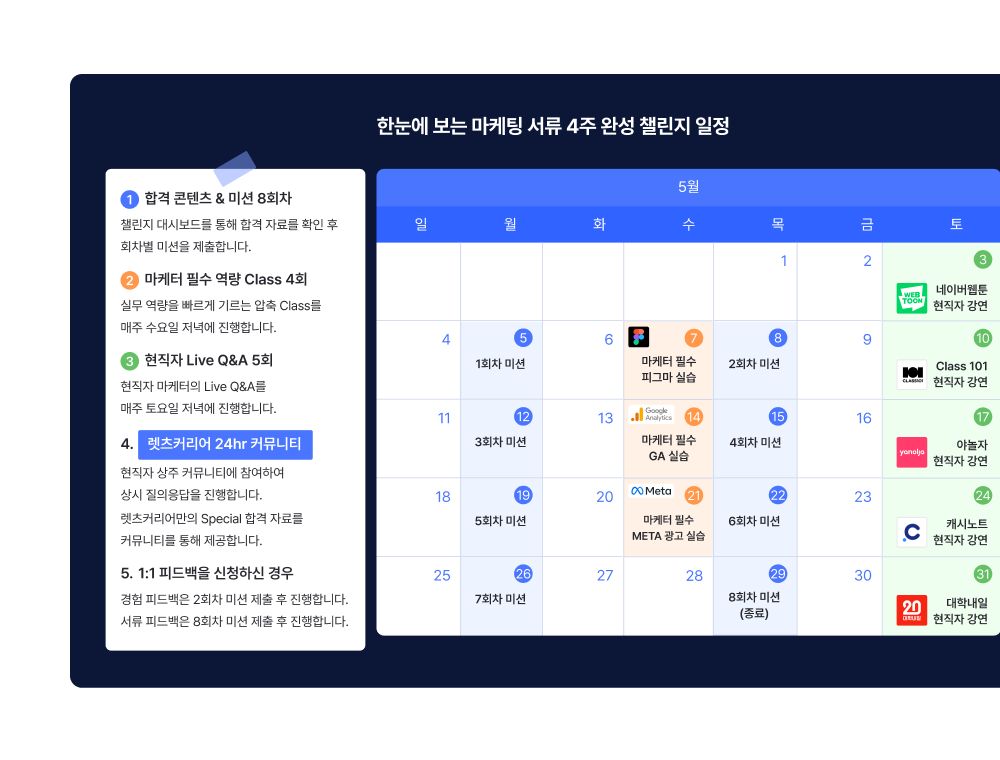 한눈에 보는 마케팅 서류 4주 완성 챌린지 일정
1 합격 콘텐츠 & 미션 8회차
챌린지 대시보드를 통해 합격 자료를 확인 후
회차별 미션을 제출합니다.
2 마케터 필수 역량 Class 4회
실무 역량을 빠르게 기르는 압축 Class를
매주 수요일 저녁에 진행합니다.
3 현직자 Live Q&A 5회
현직자 마케터의 Live Q&A를
매주 토요일 저녁에 진행합니다.
4. 렛츠커리어 24hr 커뮤니티
현직자 상주 커뮤니티에 참여하여
상시 질의응답을 진행합니다.
렛츠커리어만의 Special 합격 자료를
커뮤니티를 통해 제공합니다.
5. 1:1 피드백을 신청하신 경우
경험 피드백은 2회차 미션 제출 후 진행합니다.
서류 피드백은 8회차 미션 제출 후 진행합니다.
5월
일 월 화 수 목 금 토
1 2 3
WEB
TOON
네이버웹툰
현직자 강연
4 5 6 7 8 9 10
1회차 미션
마케터 필수
피그마 실습
2회차 미션
101
CLASS101
Class 101
현직자 강연
11 12 13 14 15 16 17
3회차 미션
Google
Analytics
마케터 필수
GA 실습
4회차 미션
yanolja
야놀자
현직자 강연
18 19 20 21 22 23 24
5회차 미션
Meta
마케터 필수
META 광고 실습
6회차 미션
캐시노트
현직자 강연
25 26 27 28 29 30 31
7회차 미션
8회차 미션
(종료)
20
대학내일
대학내일
현직자 강연